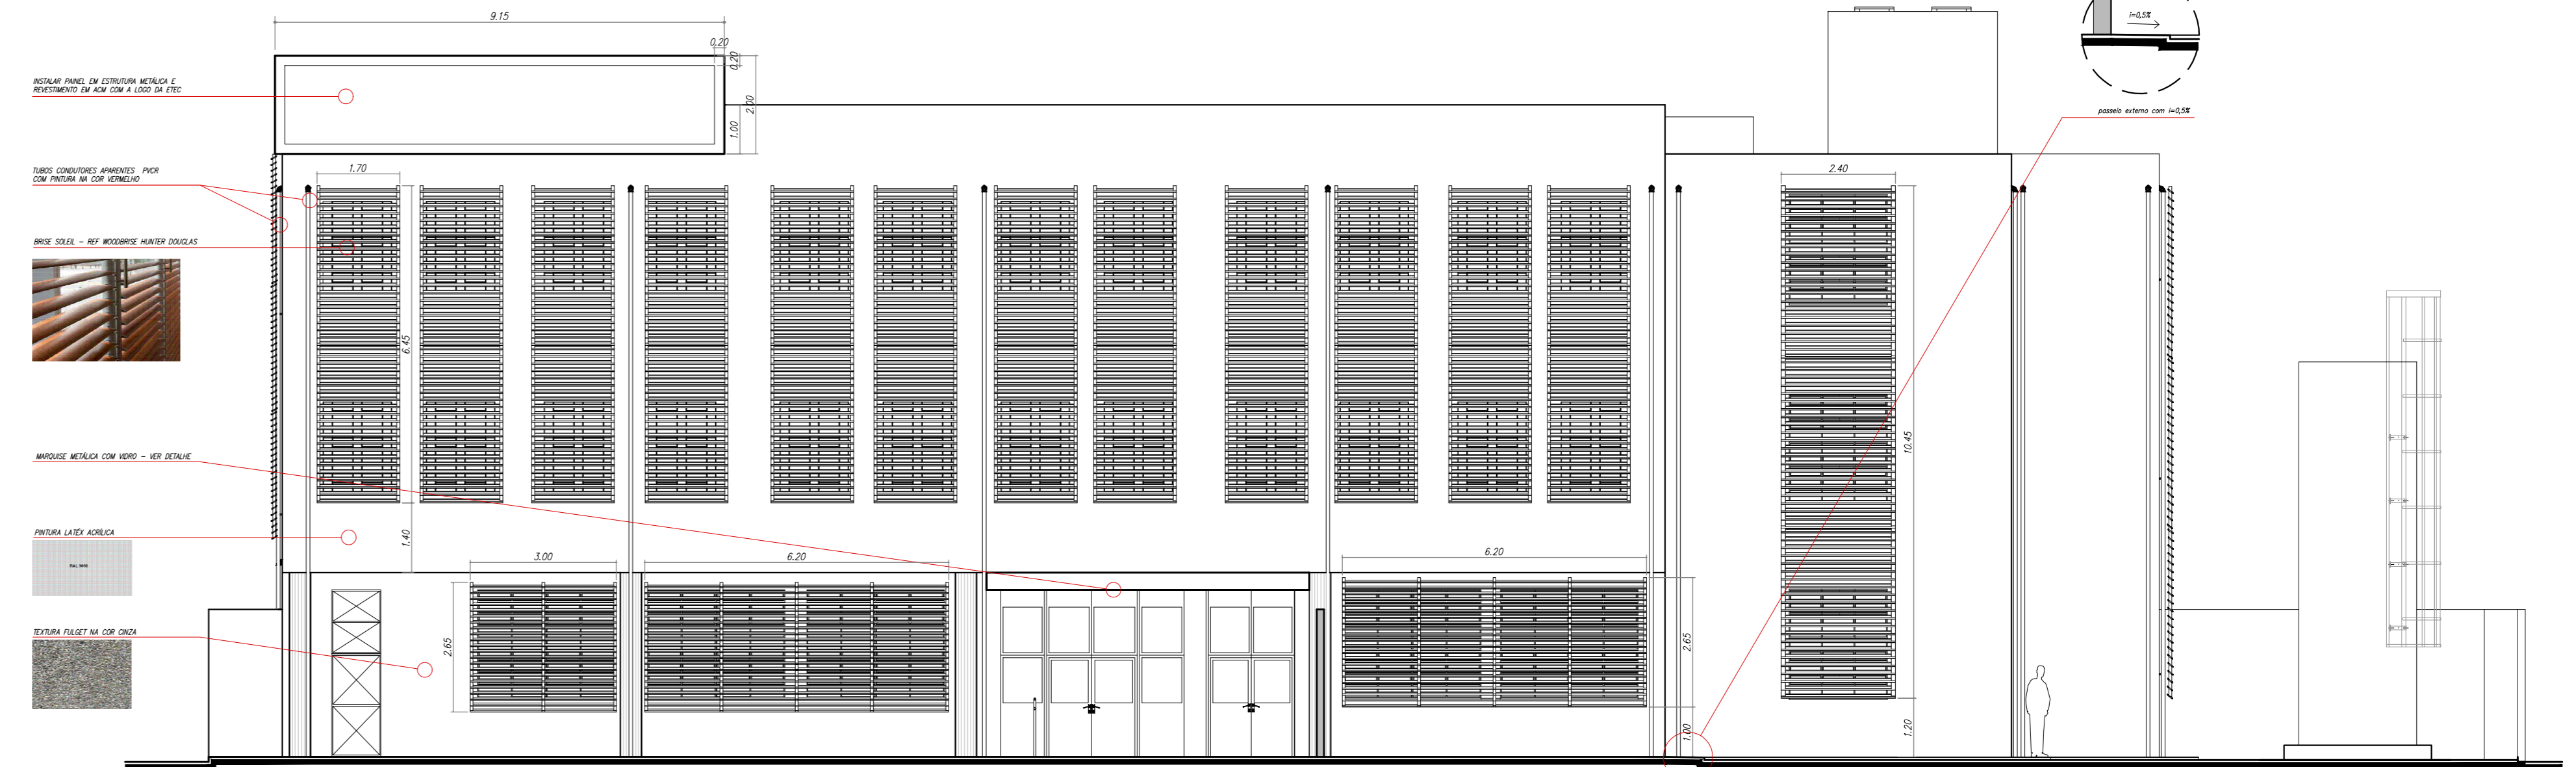 9.15
0.20
0.20
2.00
1.00
i=0,5%
passeio externo com i=0,5%
INSTALAR PAINEL EM ESTRUTURA METÁLICA E
REVESTIMENTO EM ACM COM A LOGO DA ETEC
TUBOS CONDUTORES APARENTES PVCR
COM PINTURA NA COR VERMELHO
1.70
2.40
BRISE SOLEIL – REF WOODBRISE HUNTER DOUGLAS
6.45
10.45
MARQUISE METÁLICA COM VIDRO – VER DETALHE
PINTURA LATÉX ACRÍLICA
1.40
3.00
6.20
6.20
TEXTURA FULGET NA COR CINZA
2.65
2.65
1.00
1.20